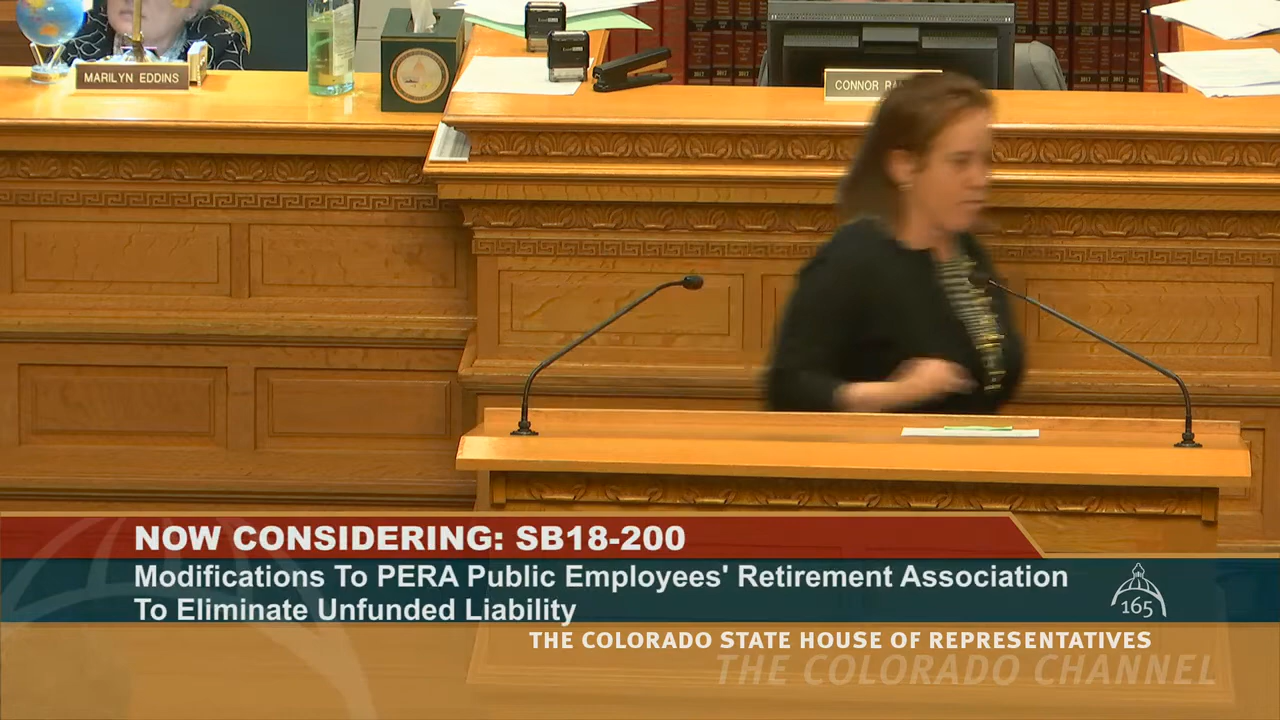 MARILYN EDDINS
CONNOR
NOW CONSIDERING: SB18-200
Modifications To PERA Public Employees' Retirement Association
To Eliminate Unfunded Liability
165
THE COLORADO STATE HOUSE OF REPRESENTATIVES
THE COLORADO CHANNEL